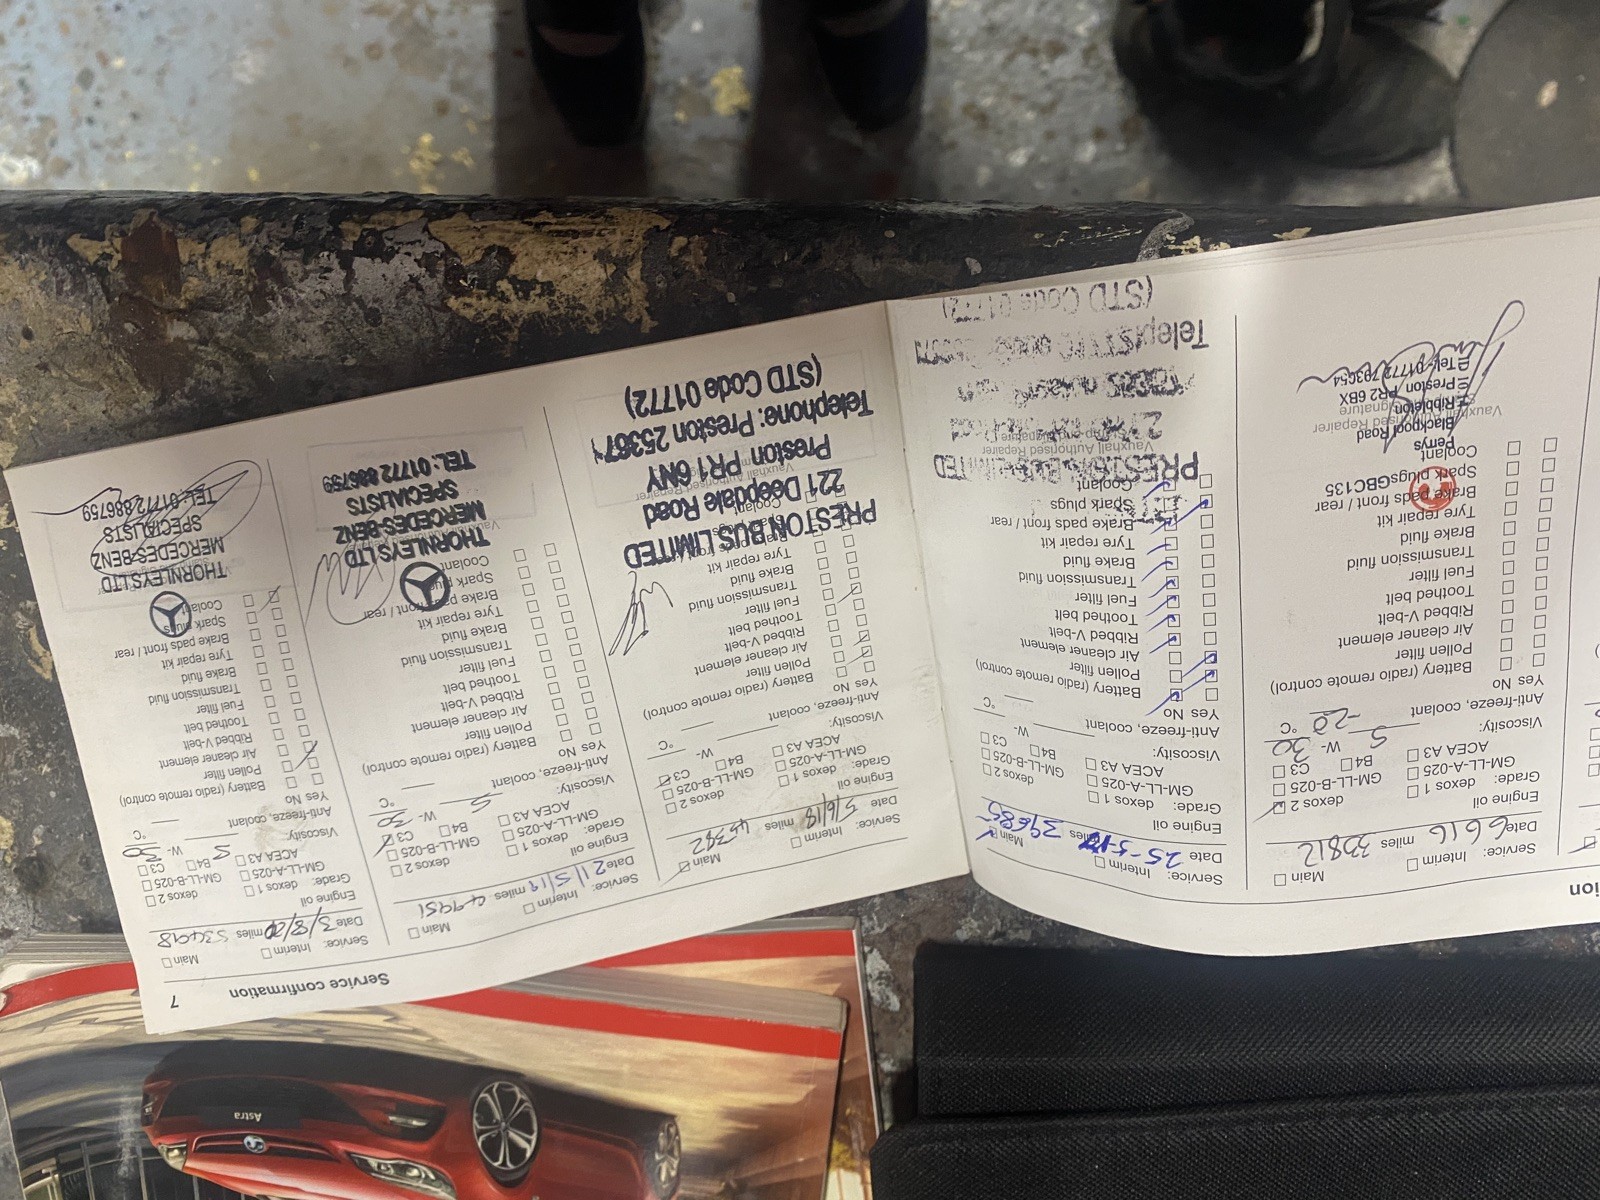 Service confirmation
7
Service: Interim Main
Date 6 6 16 miles 33812
Engine oil
Grade: dexos 1 dexos 2
GM-LL-A-025 GM-LL-B-025
ACEA A3 B4 C3
Viscosity: 5 W- 30
Anti-freeze, coolant -20 °C
Yes No
Battery (radio remote control)
Pollen filter
Air cleaner element
Ribbed V-belt
Toothed belt
Fuel filter
Transmission fluid
Brake fluid
Tyre repair kit
Brake pads front / rear
Spark plugs
Coolant
GBC135
Perrys
Blackpool Road
Ribbleton
Preston PR2 6BX
Vauxhall Authorised Repairer
Service: Interim Main
Date 25-5-17 miles 39685
Engine oil
Grade: dexos 1 dexos 2
GM-LL-A-025 GM-LL-B-025
ACEA A3 B4 C3
Viscosity: W-
Anti-freeze, coolant °C
Yes No
Battery (radio remote control)
Pollen filter
Air cleaner element
Ribbed V-belt
Toothed belt
Fuel filter
Transmission fluid
Brake fluid
Tyre repair kit
Brake pads front / rear
Spark plugs
Coolant
PRESTON BUS LIMITED
Vauxhall Authorised Repairer
(STD Code 01772)
Service: Interim Main
Date 5/6/18 miles 45382
Engine oil
Grade: dexos 1 dexos 2
GM-LL-A-025 GM-LL-B-025
ACEA A3 B4 C3
Viscosity: W-
Anti-freeze, coolant °C
Yes No
Battery (radio remote control)
Pollen filter
Air cleaner element
Ribbed V-belt
Toothed belt
Fuel filter
Transmission fluid
Brake fluid
Tyre repair kit
PRESTON BUS LIMITED
221 Deepdale Road
Preston PR1 6NY
Telephone: Preston 253671
(STD Code 01772)
Service: Interim Main
Date 21/5/19 miles 49951
Engine oil
Grade: dexos 1 dexos 2
GM-LL-A-025 GM-LL-B-025
ACEA A3 B4 C3
Viscosity: 5 W- 30
Anti-freeze, coolant °C
Yes No
Battery (radio remote control)
Pollen filter
Air cleaner element
Ribbed V-belt
Toothed belt
Fuel filter
Transmission fluid
Brake fluid
Tyre repair kit
Brake pads front / rear
Spark plugs
Coolant
THORNLEYS LTD
MERCEDES-BENZ
SPECIALISTS
TEL: 01772 886759
Service: Interim Main
Date 3/8/20 miles 53498
Engine oil
Grade: dexos 1 dexos 2
GM-LL-A-025 GM-LL-B-025
ACEA A3 B4 C3
Viscosity: 5 W- 30
Anti-freeze, coolant °C
Yes No
Battery (radio remote control)
Pollen filter
Air cleaner element
Ribbed V-belt
Toothed belt
Fuel filter
Transmission fluid
Brake fluid
Tyre repair kit
Brake pads front / rear
Spark plugs
Coolant
THORNLEYS LTD
MERCEDES-BENZ
SPECIALISTS
TEL: 01772 886759
Astra